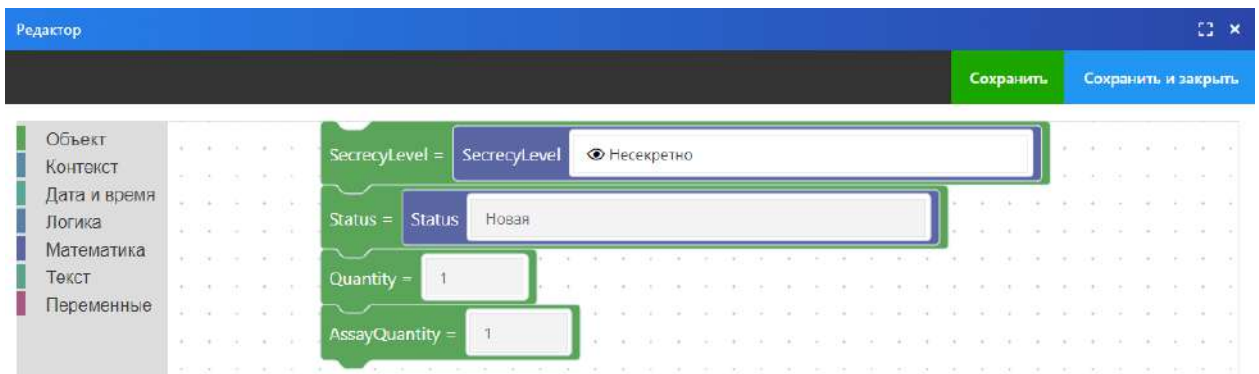 Редактор
Сохранить Сохранить и закрыть
Объект
Контекст
Дата и время
Логика
Математика
Текст
Переменные
SecrecyLevel = SecrecyLevel Несекретно
Status = Status Новая
Quantity = 1
AssayQuantity = 1